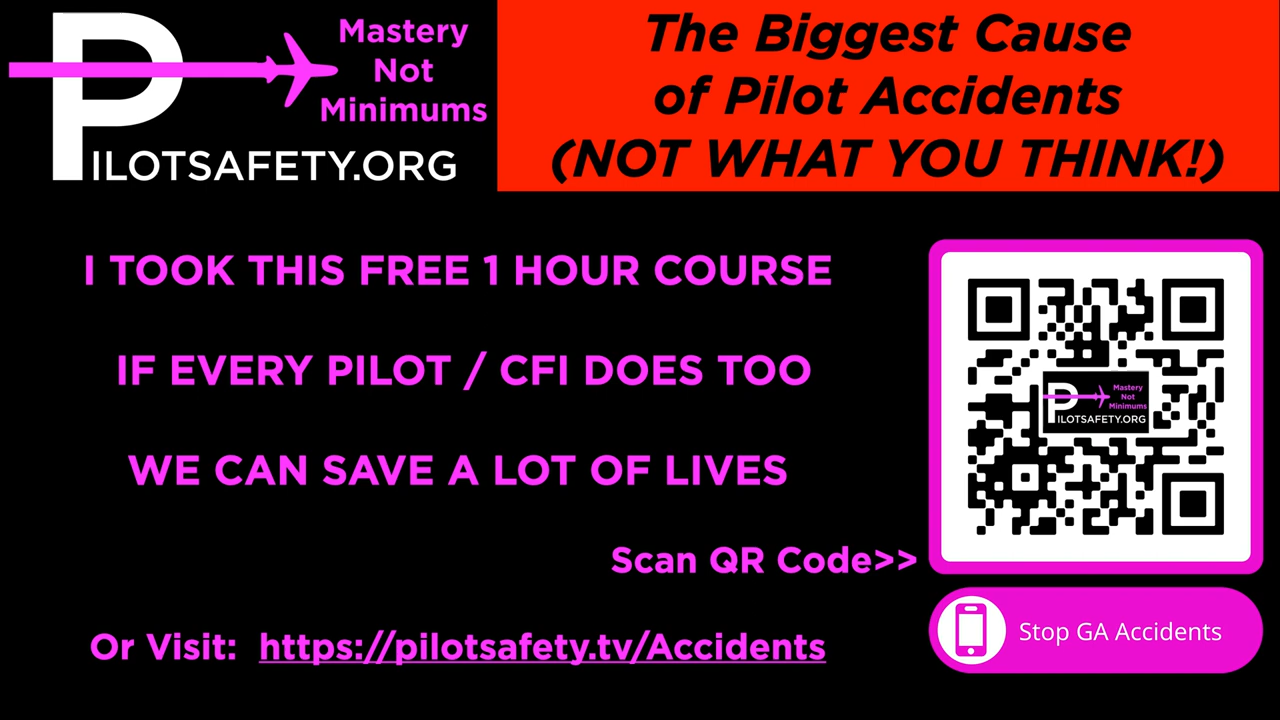 Mastery
Not
Minimums
PILOTSAFETY.ORG
The Biggest Cause
of Pilot Accidents
(NOT WHAT YOU THINK!)
I TOOK THIS FREE 1 HOUR COURSE
IF EVERY PILOT / CFI DOES TOO
WE CAN SAVE A LOT OF LIVES
Mastery
Not
Minimums
PILOTSAFETY.ORG
Scan QR Code>>
Stop GA Accidents
Or Visit: https://pilotsafety.tv/Accidents